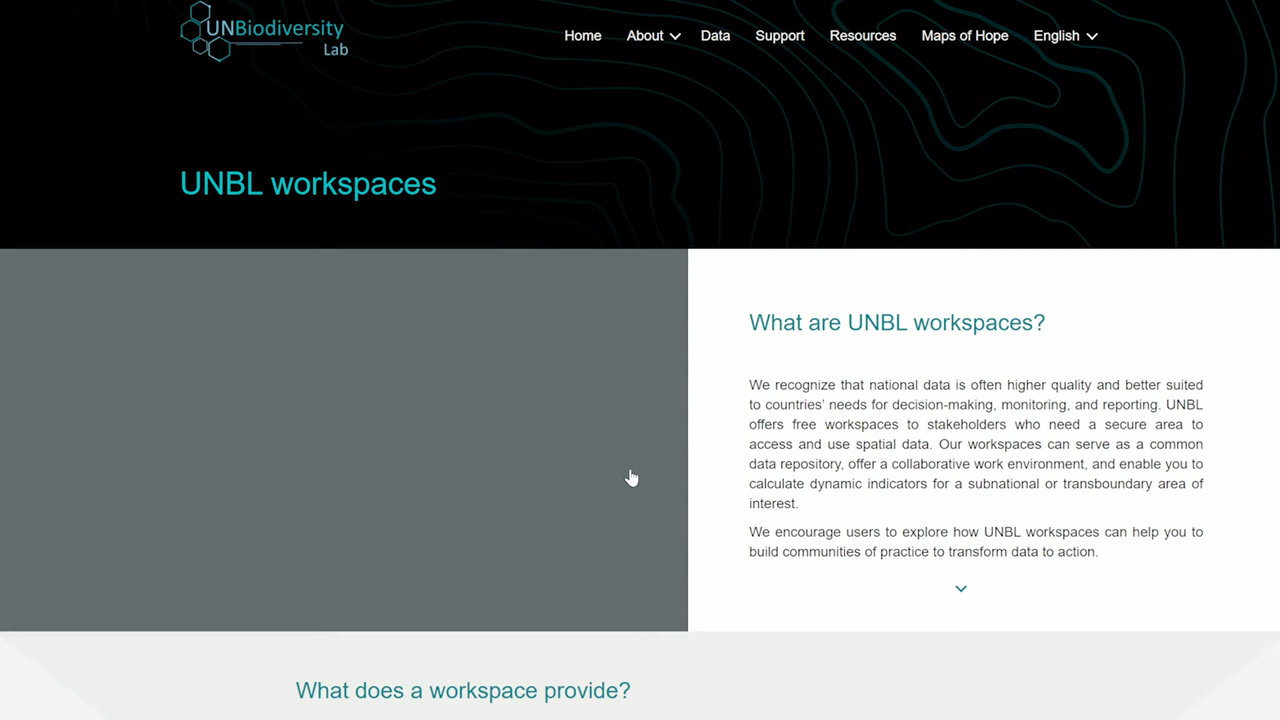 UNBiodiversity
Lab
Home About Data Support Resources Maps of Hope English
UNBL workspaces
What are UNBL workspaces?
We recognize that national data is often higher quality and better suited
to countries' needs for decision-making, monitoring, and reporting. UNBL
offers free workspaces to stakeholders who need a secure area to
access and use spatial data. Our workspaces can serve as a common
data repository, offer a collaborative work environment, and enable you to
calculate dynamic indicators for a subnational or transboundary area of
interest.
We encourage users to explore how UNBL workspaces can help you to
build communities of practice to transform data to action.
What does a workspace provide?